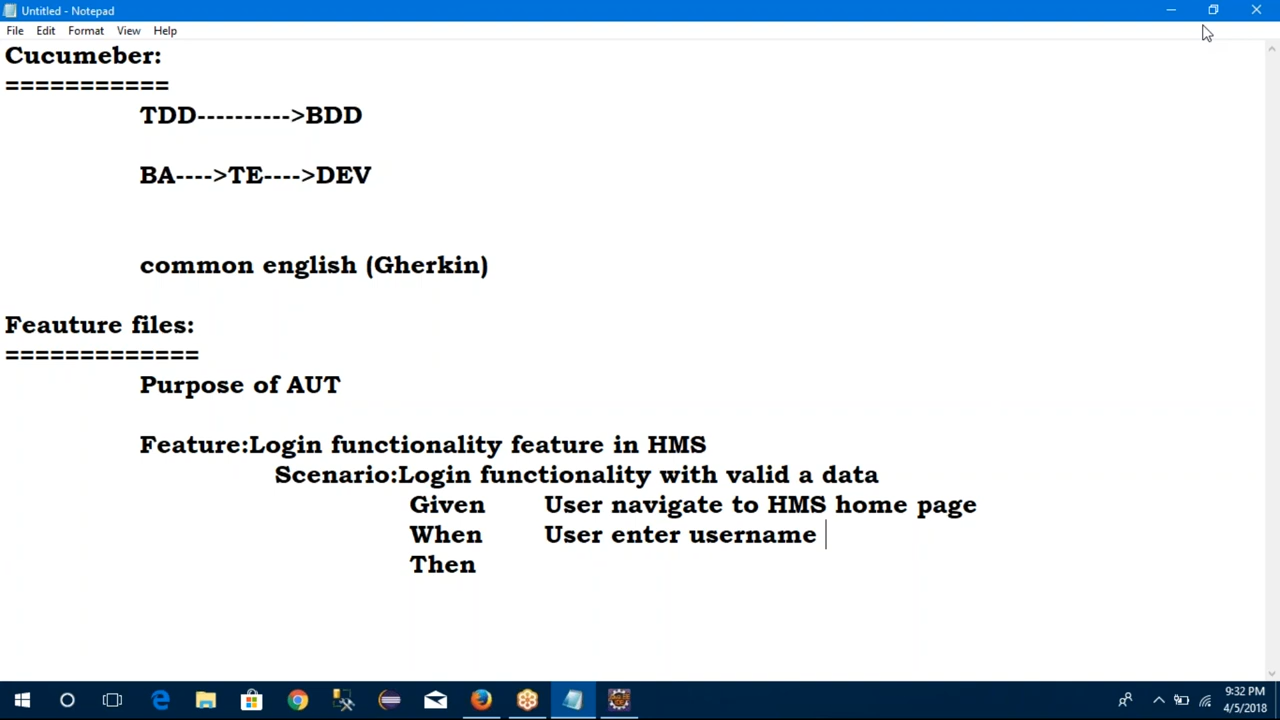 Untitled - Notepad
File Edit Format View Help
Cucumeber:
===========
TDD---------->BDD
BA---->TE---->DEV
common english (Gherkin)
Feauture files:
=============
Purpose of AUT
Feature:Login functionality feature in HMS
Scenario:Login functionality with valid a data
Given User navigate to HMS home page
When User enter username
Then
9:32 PM
4/5/2018